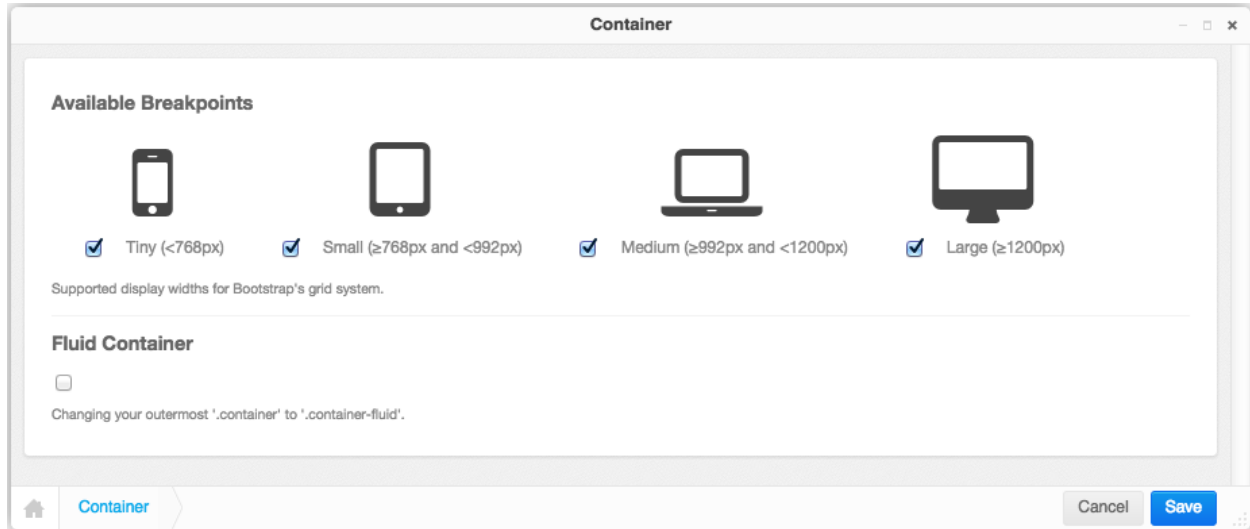 Container
Available Breakpoints
Tiny (<768px)
Small (≥768px and <992px)
Medium (≥992px and <1200px)
Large (≥1200px)
Supported display widths for Bootstrap's grid system.
Fluid Container
Changing your outermost '.container' to '.container-fluid'.
Container
Cancel
Save